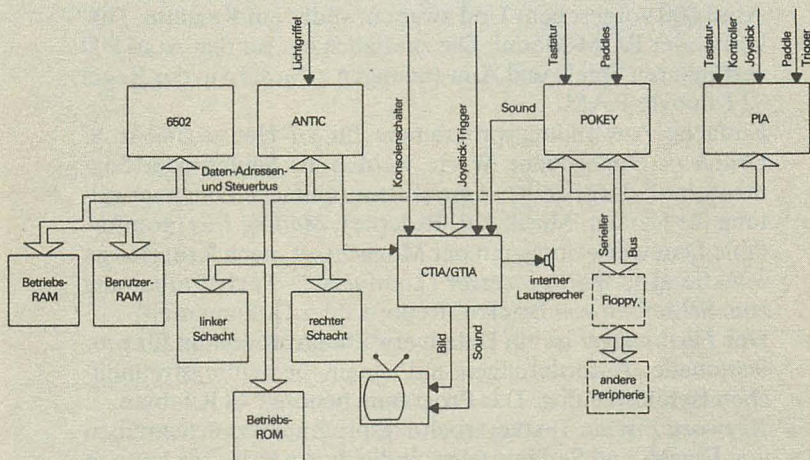 Lichtgriffel
Konsolenschalter
Joystick-Trigger
Tastatur
Paddles
Tastatur-
Kontroller
Joystick
Paddle
Trigger
6502
ANTIC
Sound
POKEY
PIA
Daten-Adressen-
und Steuerbus
Betriebs-
RAM
Benutzer-
RAM
linker
Schacht
rechter
Schacht
CTIA/GTIA
interner
Lautsprecher
Serieller
Bus
Floppy,
Bild
Sound
andere
Peripherie
Betriebs-
ROM